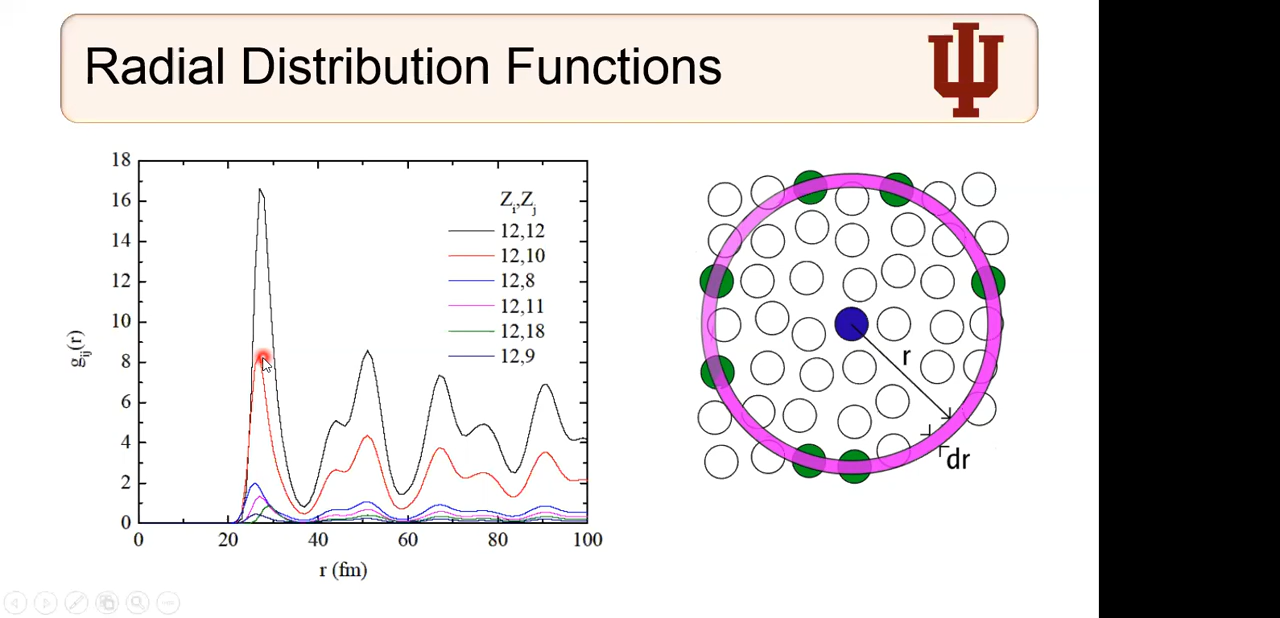 Radial Distribution Functions
18
16
14
12
10
8
6
4
2
0
g_ij(r)
Z_i,Z_j
12,12
12,10
12,8
12,11
12,18
12,9
0 20 40 60 80 100
r (fm)
r
dr